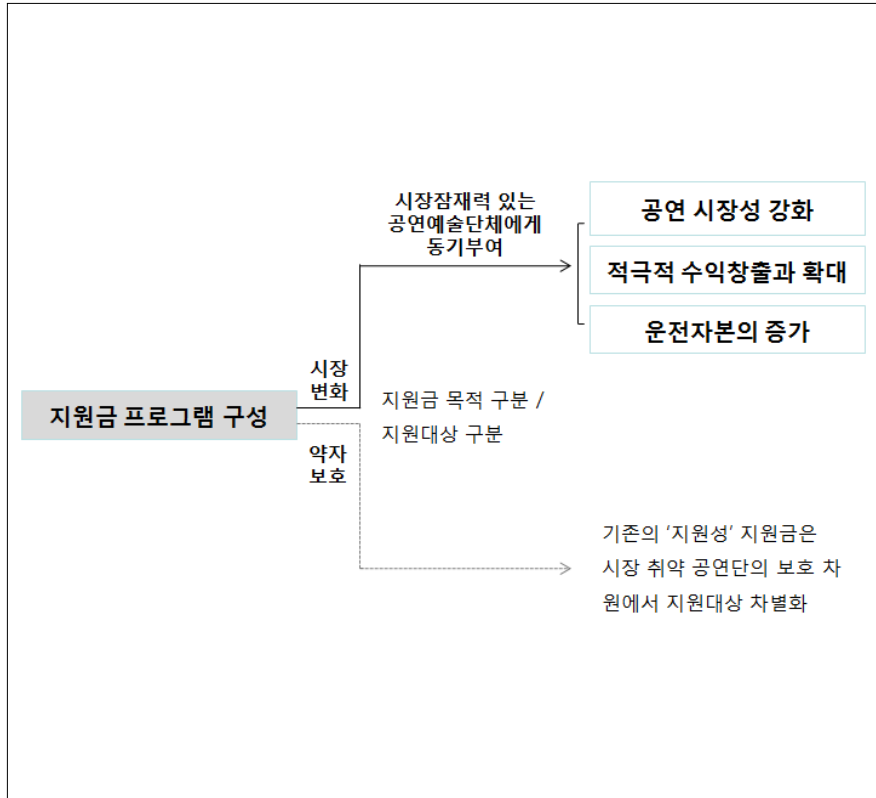 시장잠재력 있는
공연예술단체에게
동기부여
공연 시장성 강화
적극적 수익창출과 확대
운전자본의 증가
시장
변화
지원금 프로그램 구성
지원금 목적 구분 /
지원대상 구분
약자
보호
기존의 ‘지원성’ 지원금은
시장 취약 공연단의 보호 차
원에서 지원대상 차별화